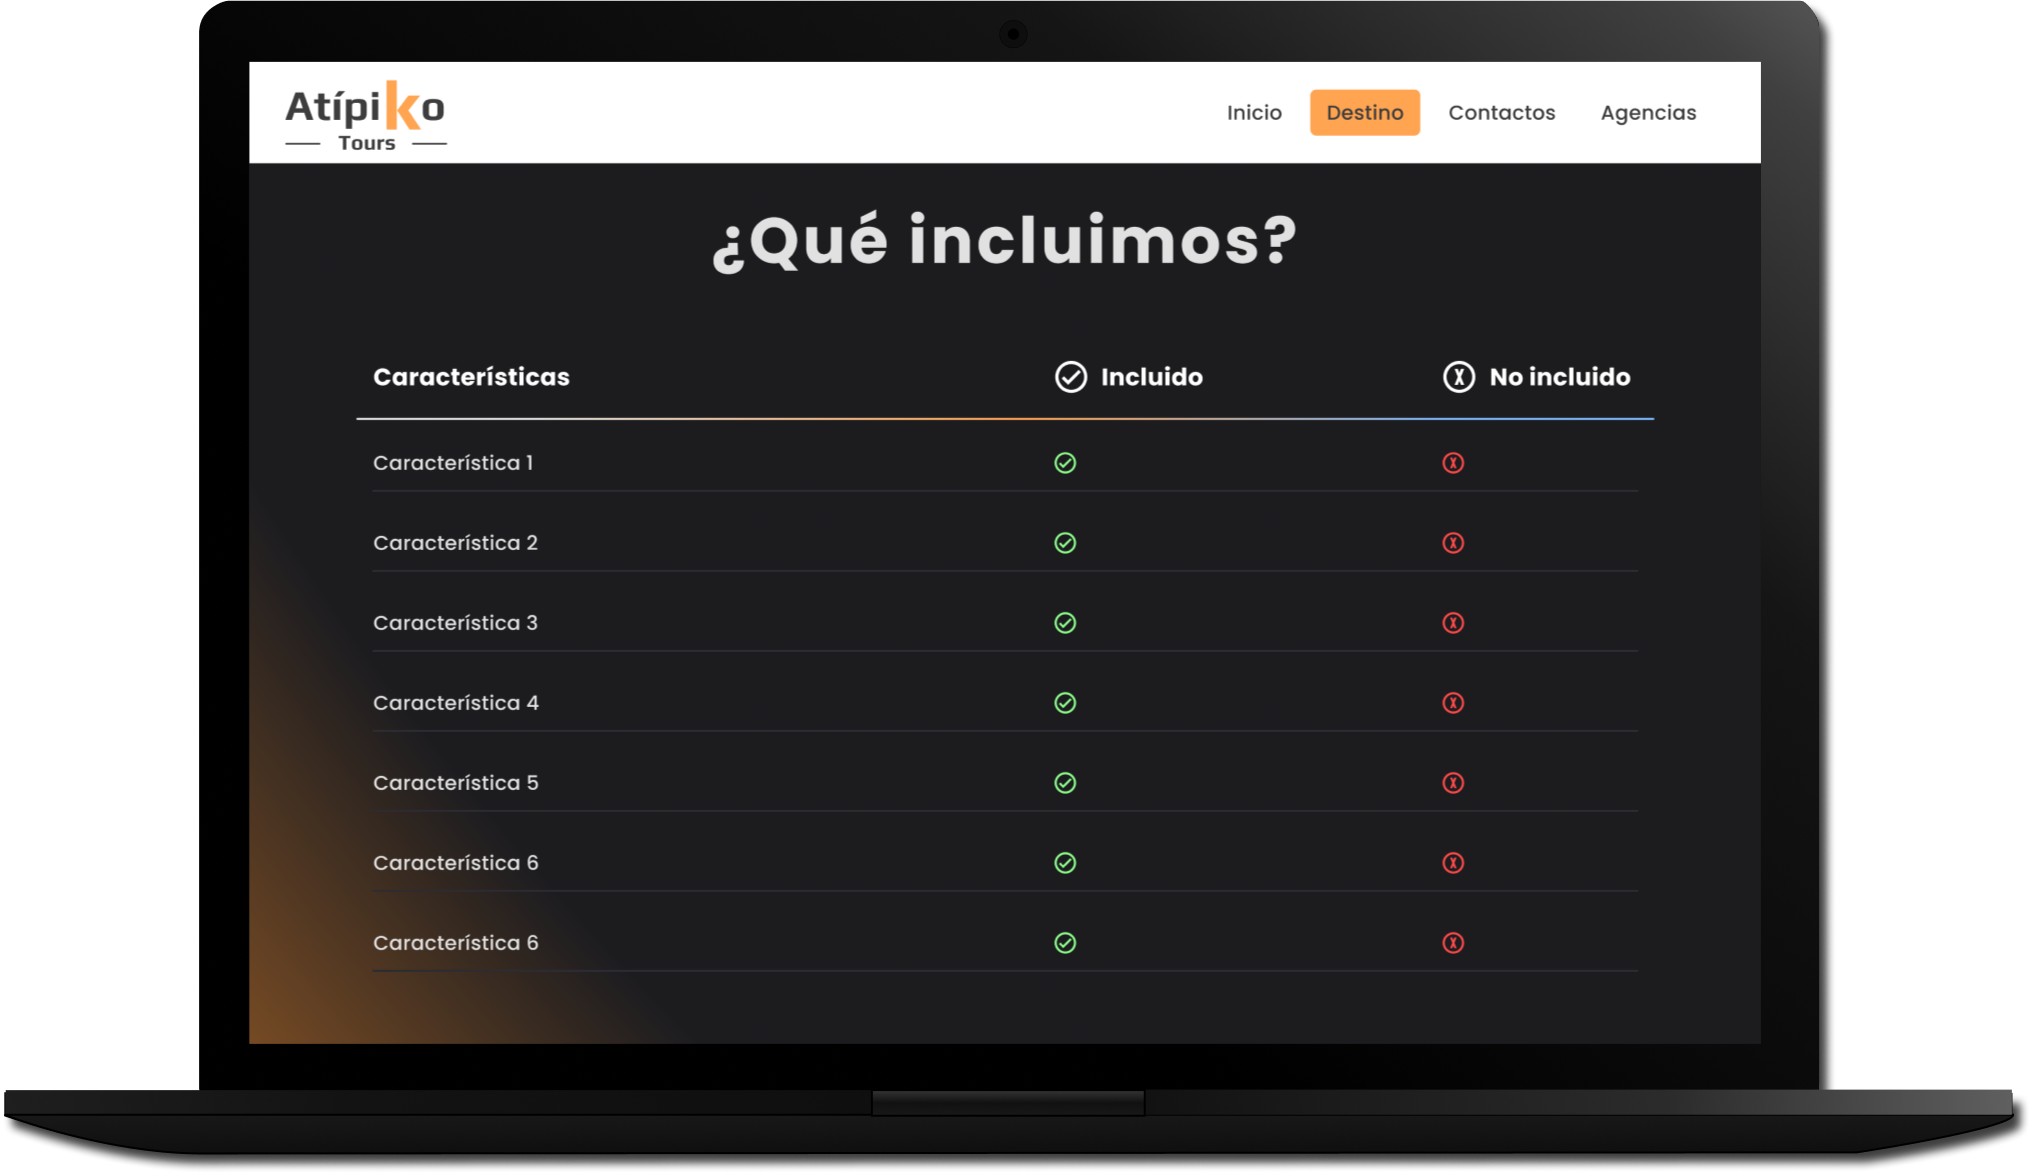 Atípiko
Tours
Inicio Destino Contactos Agencias
¿Qué incluimos?
Características Incluido No incluido
Característica 1
Característica 2
Característica 3
Característica 4
Característica 5
Característica 6
Característica 6